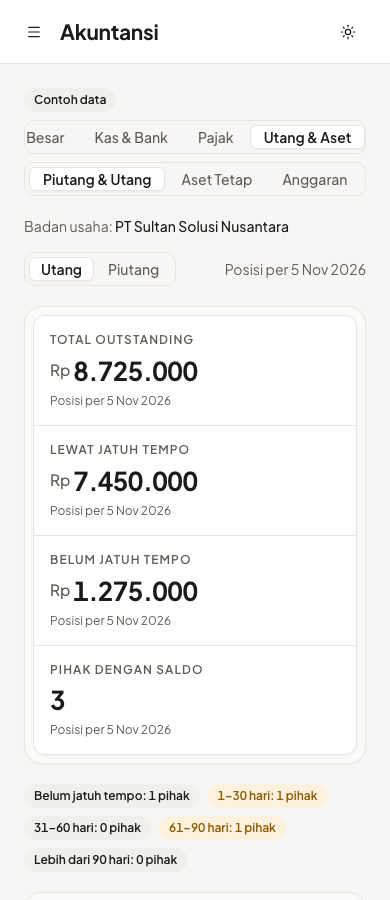 Akuntansi
Contoh data
Besar Kas & Bank Pajak Utang & Aset
Piutang & Utang Aset Tetap Anggaran
Badan usaha: PT Sultan Solusi Nusantara
Utang Piutang Posisi per 5 Nov 2026
TOTAL OUTSTANDING
Rp 8.725.000
Posisi per 5 Nov 2026
LEWAT JATUH TEMPO
Rp 7.450.000
Posisi per 5 Nov 2026
BELUM JATUH TEMPO
Rp 1.275.000
Posisi per 5 Nov 2026
PIHAK DENGAN SALDO
3
Posisi per 5 Nov 2026
Belum jatuh tempo: 1 pihak 1–30 hari: 1 pihak
31–60 hari: 0 pihak 61–90 hari: 1 pihak
Lebih dari 90 hari: 0 pihak